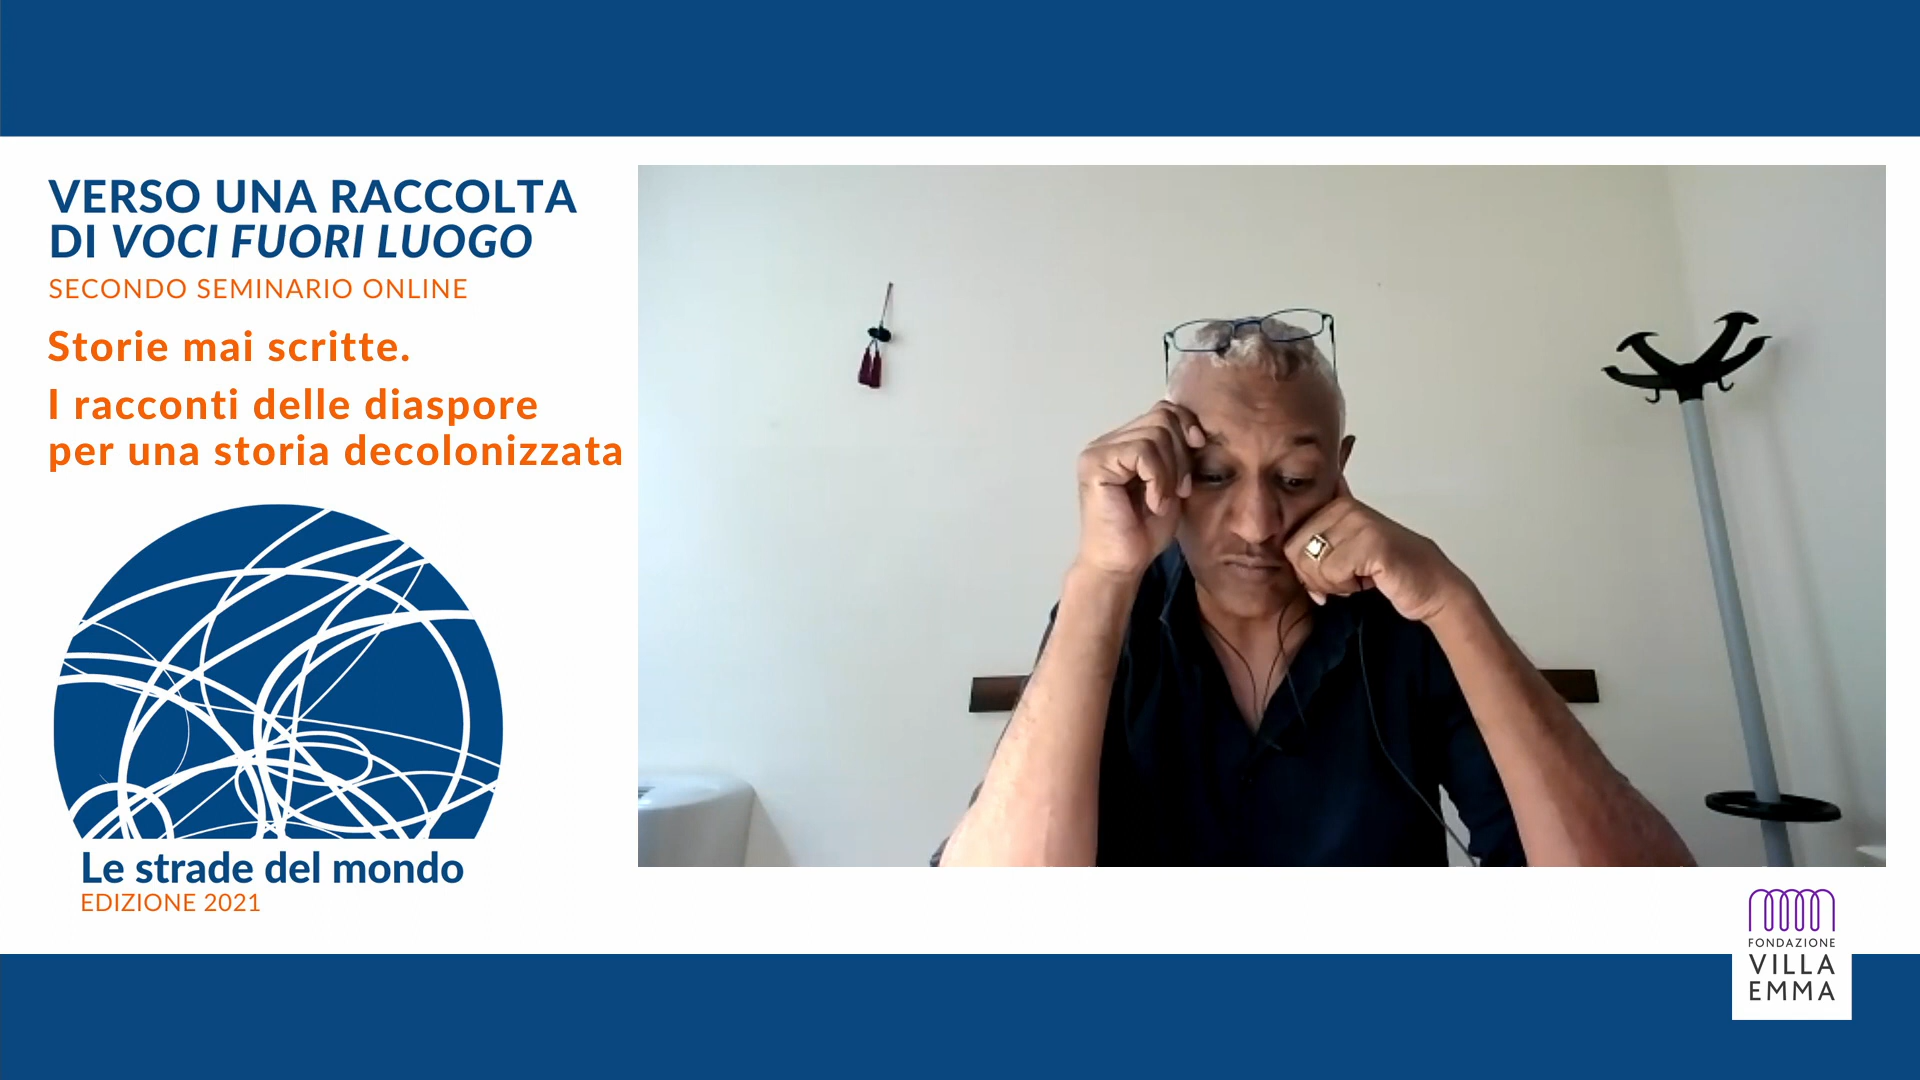 VERSO UNA RACCOLTA
DI VOCI FUORI LUOGO
SECONDO SEMINARIO ONLINE
Storie mai scritte.
I racconti delle diaspore
per una storia decolonizzata
Le strade del mondo
EDIZIONE 2021
FONDAZIONE
VILLA
EMMA